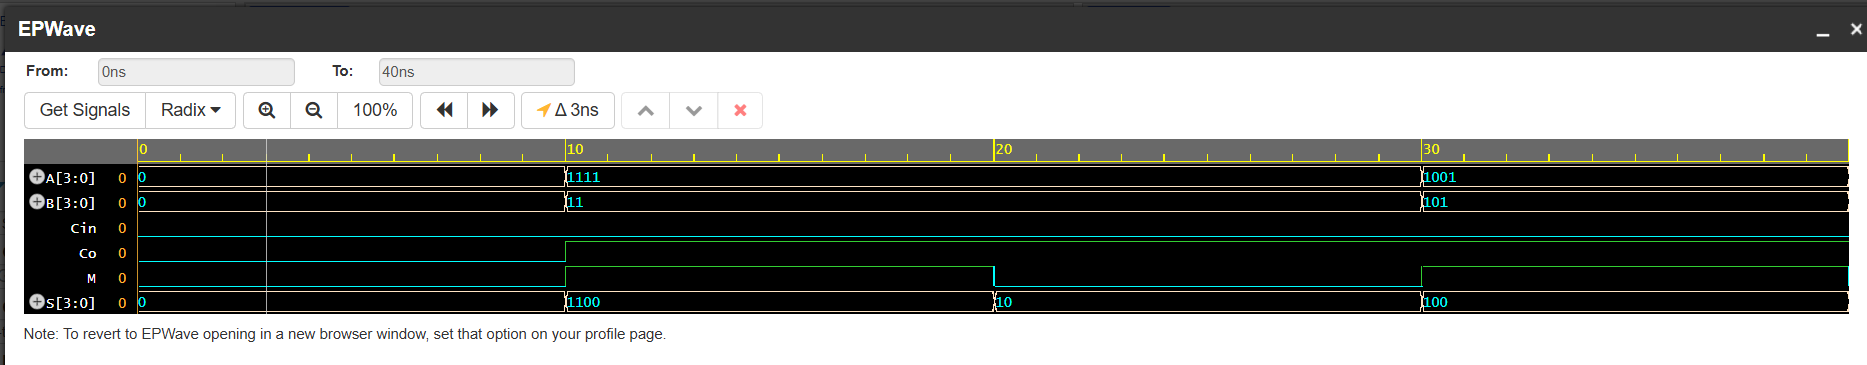 EPWave
From: 0ns To: 40ns
Get Signals Radix 100% Δ 3ns
0 10 20 30
A[3:0] 0 0 1111 1001
B[3:0] 0 0 11 101
Cin 0
Co 0
M 0
S[3:0] 0 0 1100 10 100
Note: To revert to EPWave opening in a new browser window, set that option on your profile page.